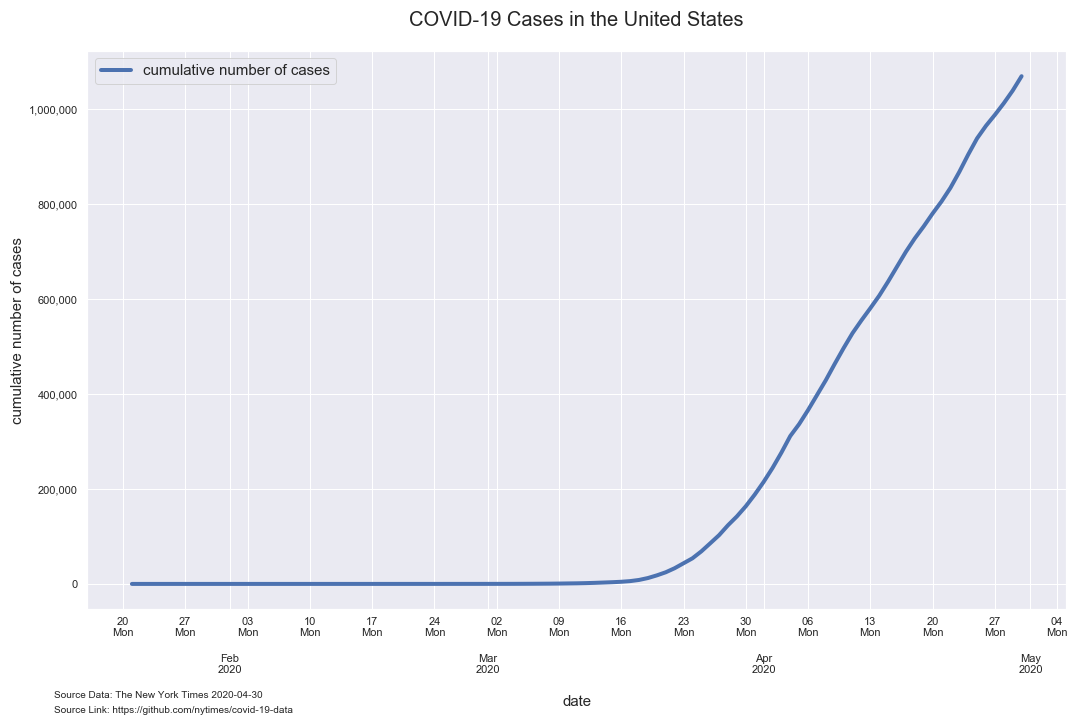 COVID-19 Cases in the United States
cumulative number of cases
cumulative number of cases
1,000,000
800,000
600,000
400,000
200,000
0
20 27 03 10 17 24 02 09 16 23 30 06 13 20 27 04
Mon Mon Mon Mon Mon Mon Mon Mon Mon Mon Mon Mon Mon Mon Mon Mon
Feb Mar Apr May
2020 2020 2020 2020
date
Source Data: The New York Times 2020-04-30
Source Link: https://github.com/nytimes/covid-19-data